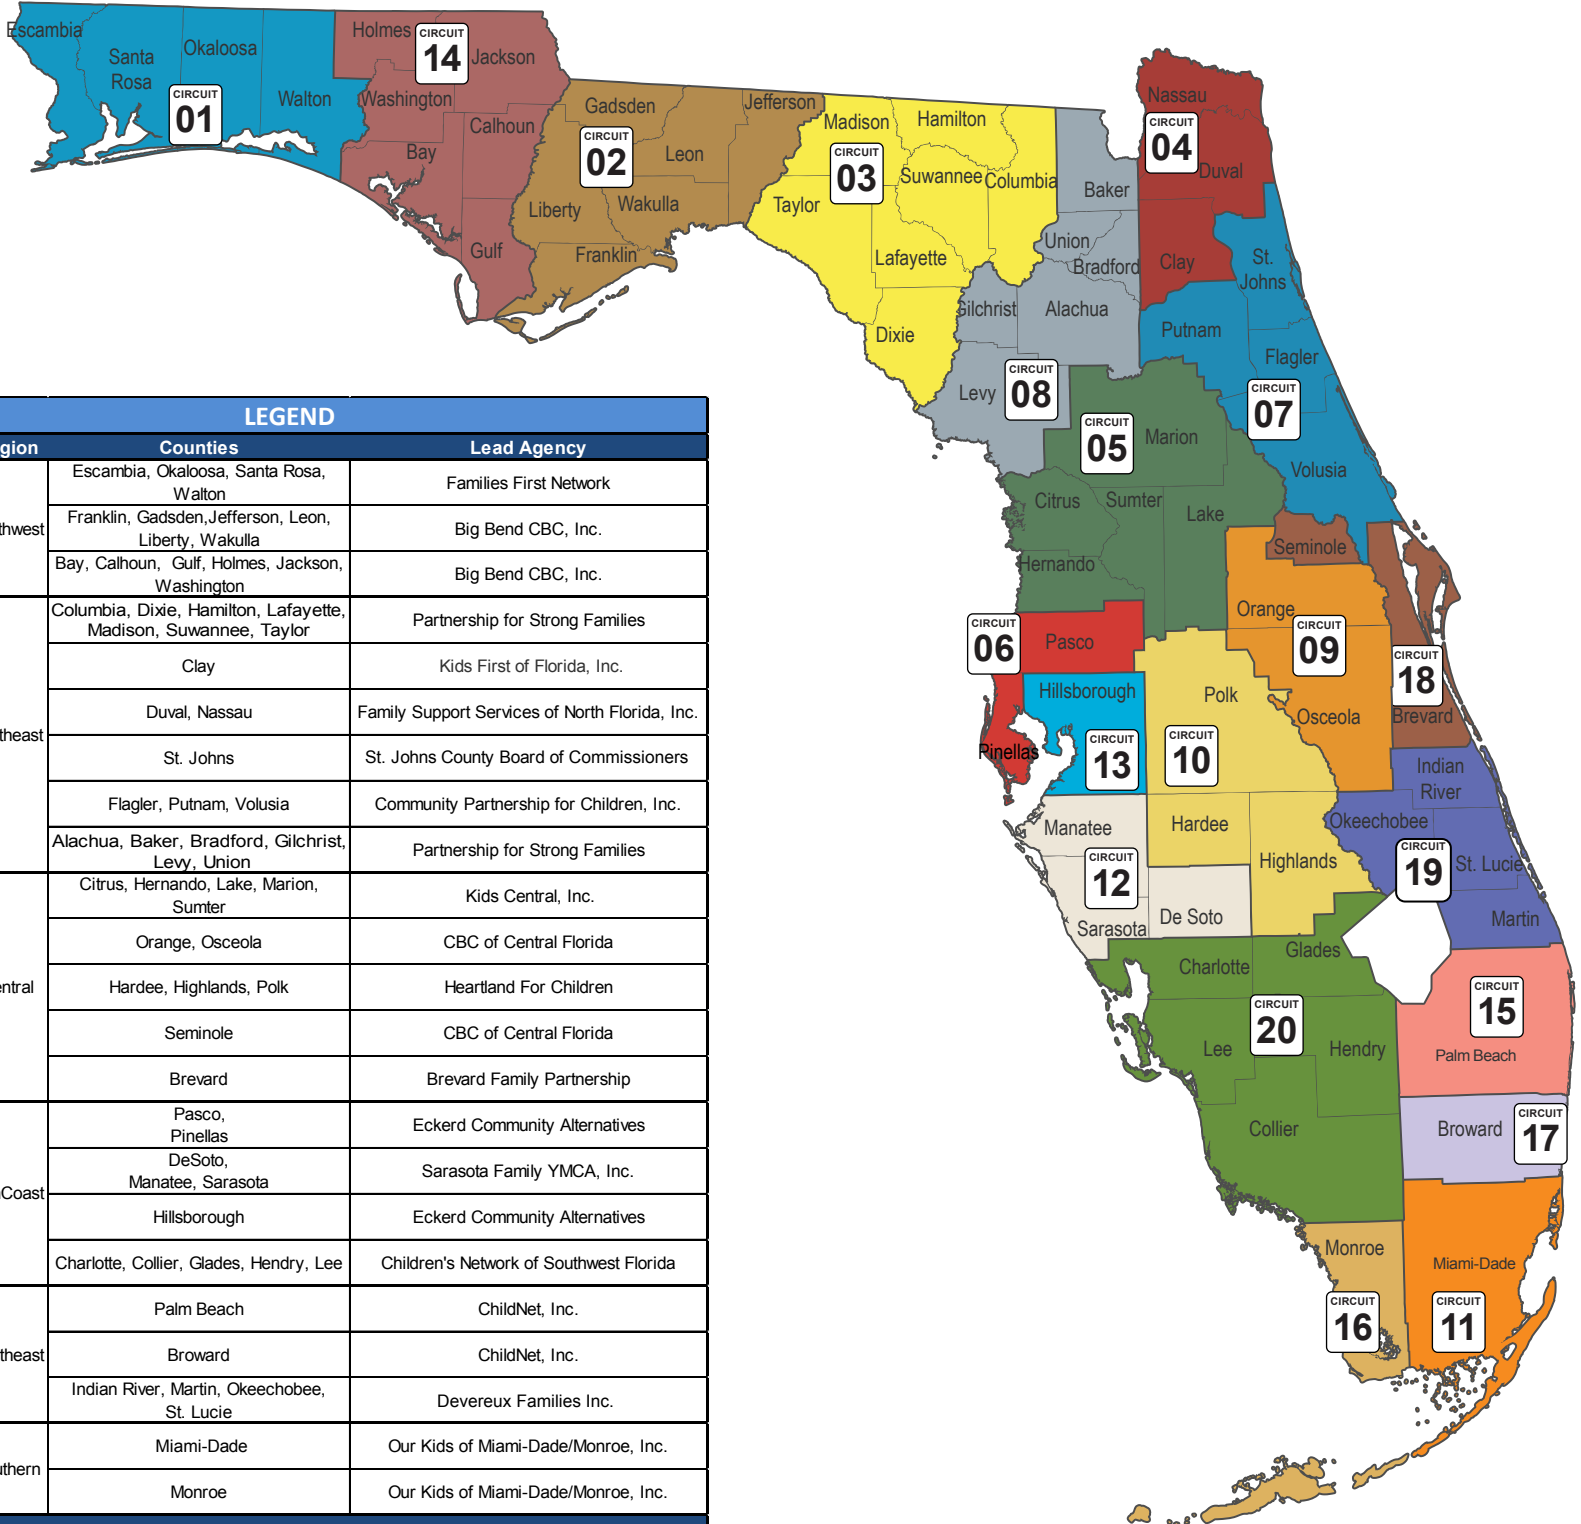 Escambia
Santa
Rosa
Okaloosa
Walton
CIRCUIT
01
Holmes
CIRCUIT
14
Jackson
Washington
Calhoun
Bay
Gulf
Gadsden
Jefferson
CIRCUIT
02
Leon
Liberty
Wakulla
Franklin
Madison
Hamilton
CIRCUIT
03
Suwannee
Columbia
Taylor
Lafayette
Dixie
Nassau
CIRCUIT
04
Duval
Baker
Union
Bradford
Clay
St.
Johns
Gilchrist
Alachua
Putnam
Flagler
Levy
CIRCUIT
08
CIRCUIT
07
CIRCUIT
05
Marion
Volusia
Citrus
Sumter
Lake
Seminole
Hernando
Orange
CIRCUIT
06
Pasco
CIRCUIT
09
CIRCUIT
18
Hillsborough
Polk
Osceola
Brevard
Pinellas
CIRCUIT
13
CIRCUIT
10
Indian
River
Manatee
Hardee
Okeechobee
CIRCUIT
12
Highlands
CIRCUIT
19
St. Lucie
Sarasota
De Soto
Martin
Charlotte
Glades
CIRCUIT
20
CIRCUIT
15
Lee
Hendry
Palm Beach
Collier
Broward
CIRCUIT
17
Monroe
Miami-Dade
CIRCUIT
16
CIRCUIT
11
LEGEND
gion Counties Lead Agency
Escambia, Okaloosa, Santa Rosa,
Walton
Families First Network
thwest
Franklin, Gadsden,Jefferson, Leon,
Liberty, Wakulla
Big Bend CBC, Inc.
Bay, Calhoun, Gulf, Holmes, Jackson,
Washington
Big Bend CBC, Inc.
Columbia, Dixie, Hamilton, Lafayette,
Madison, Suwannee, Taylor
Partnership for Strong Families
Clay Kids First of Florida, Inc.
Duval, Nassau Family Support Services of North Florida, Inc.
theast
St. Johns St. Johns County Board of Commissioners
Flagler, Putnam, Volusia Community Partnership for Children, Inc.
Alachua, Baker, Bradford, Gilchrist,
Levy, Union
Partnership for Strong Families
Citrus, Hernando, Lake, Marion,
Sumter
Kids Central, Inc.
Orange, Osceola CBC of Central Florida
entral Hardee, Highlands, Polk Heartland For Children
Seminole CBC of Central Florida
Brevard Brevard Family Partnership
Pasco,
Pinellas
Eckerd Community Alternatives
DeSoto,
Manatee, Sarasota
Sarasota Family YMCA, Inc.
Coast
Hillsborough Eckerd Community Alternatives
Charlotte, Collier, Glades, Hendry, Lee Children's Network of Southwest Florida
Palm Beach ChildNet, Inc.
theast Broward ChildNet, Inc.
Indian River, Martin, Okeechobee,
St. Lucie
Devereux Families Inc.
Miami-Dade Our Kids of Miami-Dade/Monroe, Inc.
uthern
Monroe Our Kids of Miami-Dade/Monroe, Inc.